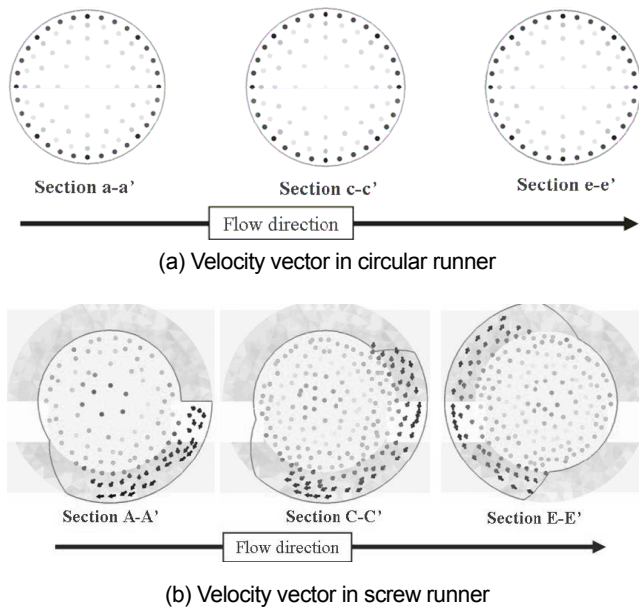 Section a-a’
Section c-c’
Section e-e’
Flow direction
(a) Velocity vector in circular runner
Section A-A’
Section C-C’
Section E-E’
Flow direction
(b) Velocity vector in screw runner